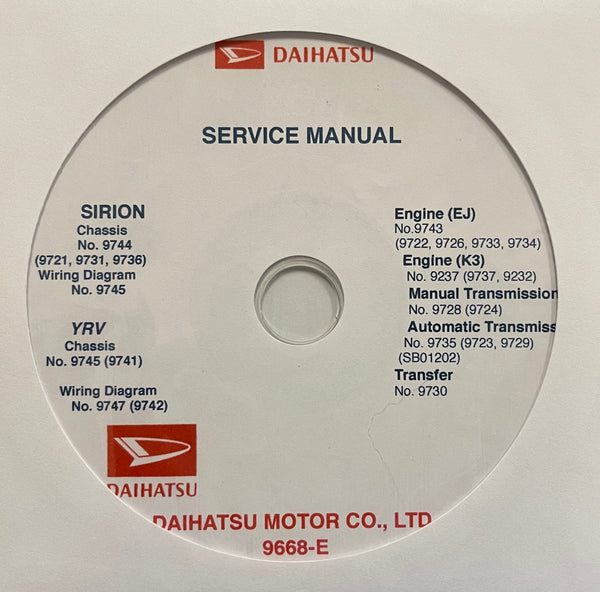 DAIHATSU
SERVICE MANUAL
SIRION
Chassis
No. 9744
(9721, 9731, 9736)
Wiring Diagram
No. 9745
YRV
Chassis
No. 9745 (9741)
Wiring Diagram
No. 9747 (9742)
Engine (EJ)
No.9743
(9722, 9726, 9733, 9734)
Engine (K3)
No. 9237 (9737, 9232)
Manual Transmission
No. 9728 (9724)
Automatic Transmiss
No. 9735 (9723, 9729)
(SB01202)
Transfer
No. 9730
DAIHATSU
DAIHATSU MOTOR CO., LTD
9668-E